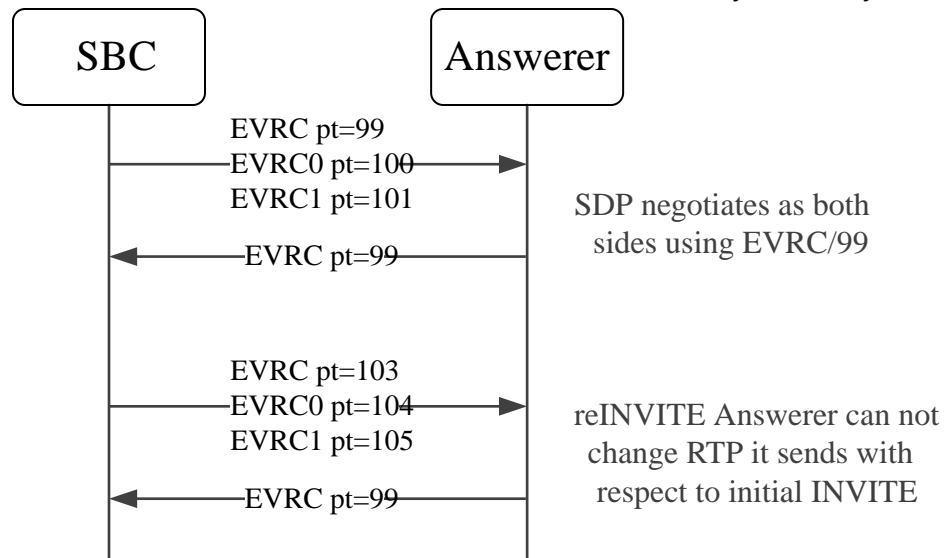 SBC
Answerer
EVRC pt=99
EVRC0 pt=100
EVRC1 pt=101
SDP negotiates as both
sides using EVRC/99
EVRC pt=99
EVRC pt=103
EVRC0 pt=104
EVRC1 pt=105
reINVITE Answerer can not
change RTP it sends with
respect to initial INVITE
EVRC pt=99